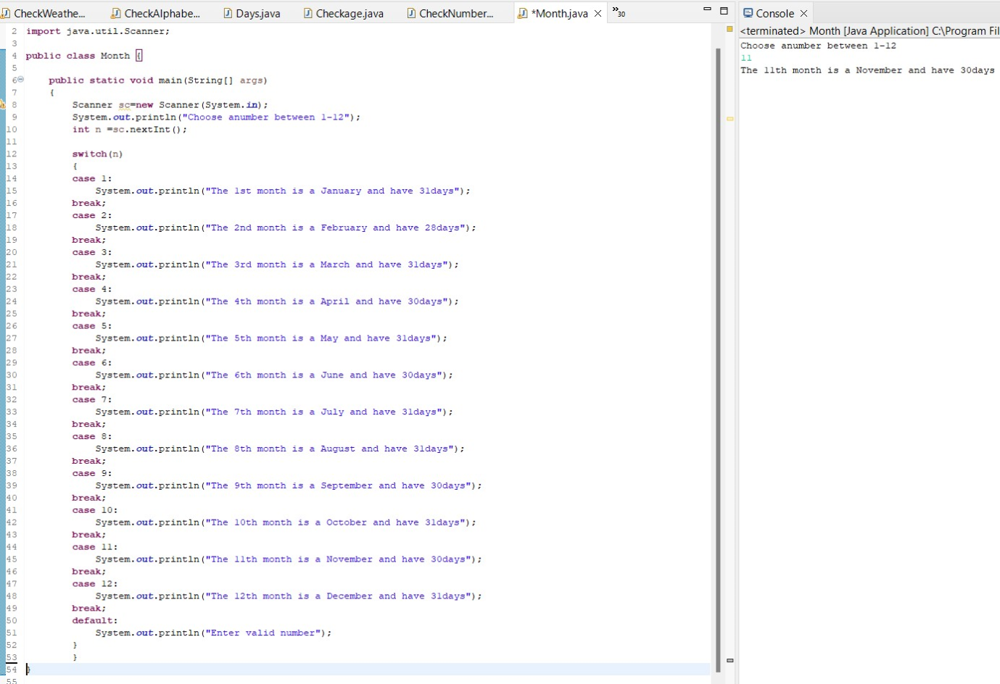 CheckWeathe...
CheckAlphabe...
Days.java
Checkage.java
CheckNumber...
*Month.java
»30
Console
<terminated> Month [Java Application] C:\Program Fil
Choose anumber between 1-12
11
The 11th month is a November and have 30days
2 import java.util.Scanner;
3
4 public class Month {
5
6 public static void main(String[] args)
7 {
8 Scanner sc=new Scanner(System.in);
9 System.out.println("Choose anumber between 1-12");
10 int n =sc.nextInt();
11
12 switch(n)
13 {
14 case 1:
15 System.out.println("The 1st month is a January and have 31days");
16 break;
17 case 2:
18 System.out.println("The 2nd month is a February and have 28days");
19 break;
20 case 3:
21 System.out.println("The 3rd month is a March and have 31days");
22 break;
23 case 4:
24 System.out.println("The 4th month is a April and have 30days");
25 break;
26 case 5:
27 System.out.println("The 5th month is a May and have 31days");
28 break;
29 case 6:
30 System.out.println("The 6th month is a June and have 30days");
31 break;
32 case 7:
33 System.out.println("The 7th month is a July and have 31days");
34 break;
35 case 8:
36 System.out.println("The 8th month is a August and have 31days");
37 break;
38 case 9:
39 System.out.println("The 9th month is a September and have 30days");
40 break;
41 case 10:
42 System.out.println("The 10th month is a October and have 31days");
43 break;
44 case 11:
45 System.out.println("The 11th month is a November and have 30days");
46 break;
47 case 12:
48 System.out.println("The 12th month is a December and have 31days");
49 break;
50 default:
51 System.out.println("Enter valid number");
52 }
53 }
54 }
55